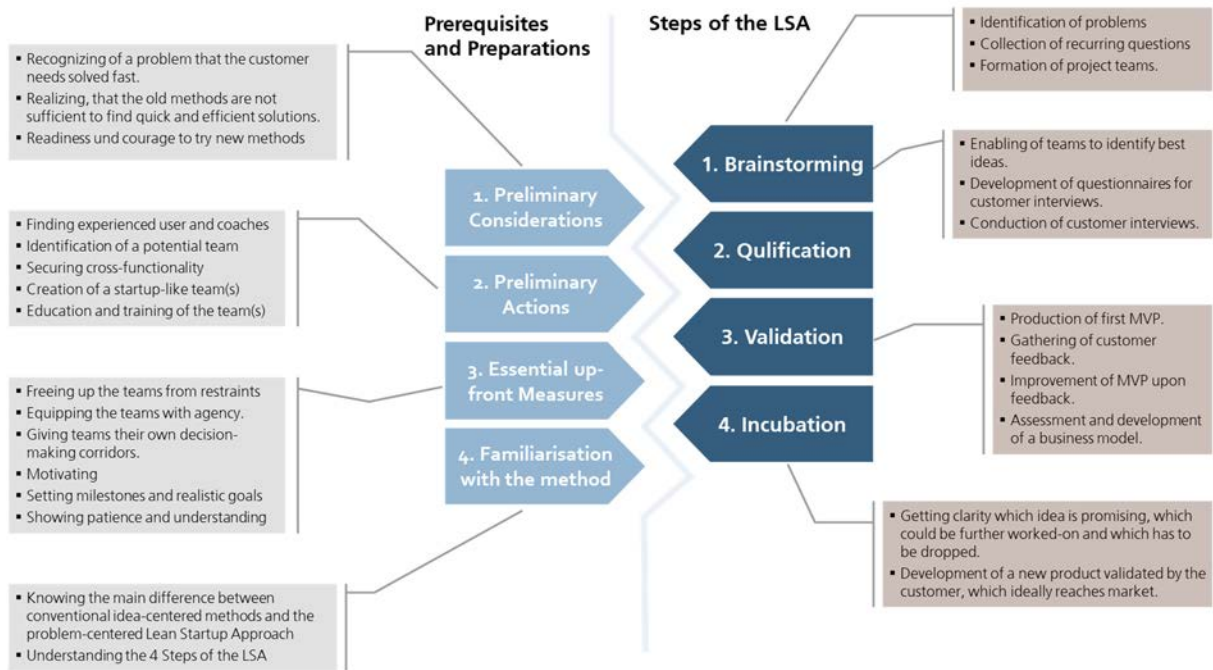 Prerequisites
and Preparations
Steps of the LSA
▪ Recognizing of a problem that the customer
needs solved fast.
▪ Realizing, that the old methods are not
sufficient to find quick and efficient solutions.
▪ Readiness und courage to try new methods
▪ Finding experienced user and coaches
▪ Identification of a potential team
▪ Securing cross-functionality
▪ Creation of a startup-like team(s)
▪ Education and training of the team(s)
▪ Freeing up the teams from restraints
▪ Equipping the teams with agency.
▪ Giving teams their own decision-
making corridors.
▪ Motivating
▪ Setting milestones and realistic goals
▪ Showing patience and understanding
▪ Knowing the main difference between
conventional idea-centered methods and the
problem-centered Lean Startup Approach
▪ Understanding the 4 Steps of the LSA
1. Preliminary
Considerations
2. Preliminary
Actions
3. Essential up-
front Measures
4. Familiarisation
with the method
1. Brainstorming
2. Qulification
3. Validation
4. Incubation
▪ Identification of problems
▪ Collection of recurring questions
▪ Formation of project teams.
▪ Enabling of teams to identify best
ideas.
▪ Development of questionnaires for
customer interviews.
▪ Conduction of customer interviews.
▪ Production of first MVP.
▪ Gathering of customer
feedback.
▪ Improvement of MVP upon
feedback.
▪ Assessment and development
of a business model.
▪ Getting clarity which idea is promising, which
could be further worked-on and which has to
be dropped.
▪ Development of a new product validated by the
customer, which ideally reaches market.